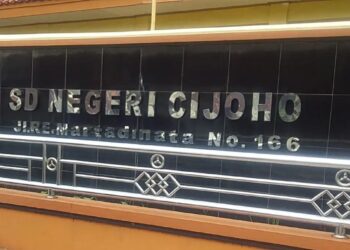 SD NEGERI CIJOHO
Jl.RE.Martadinata No. 166